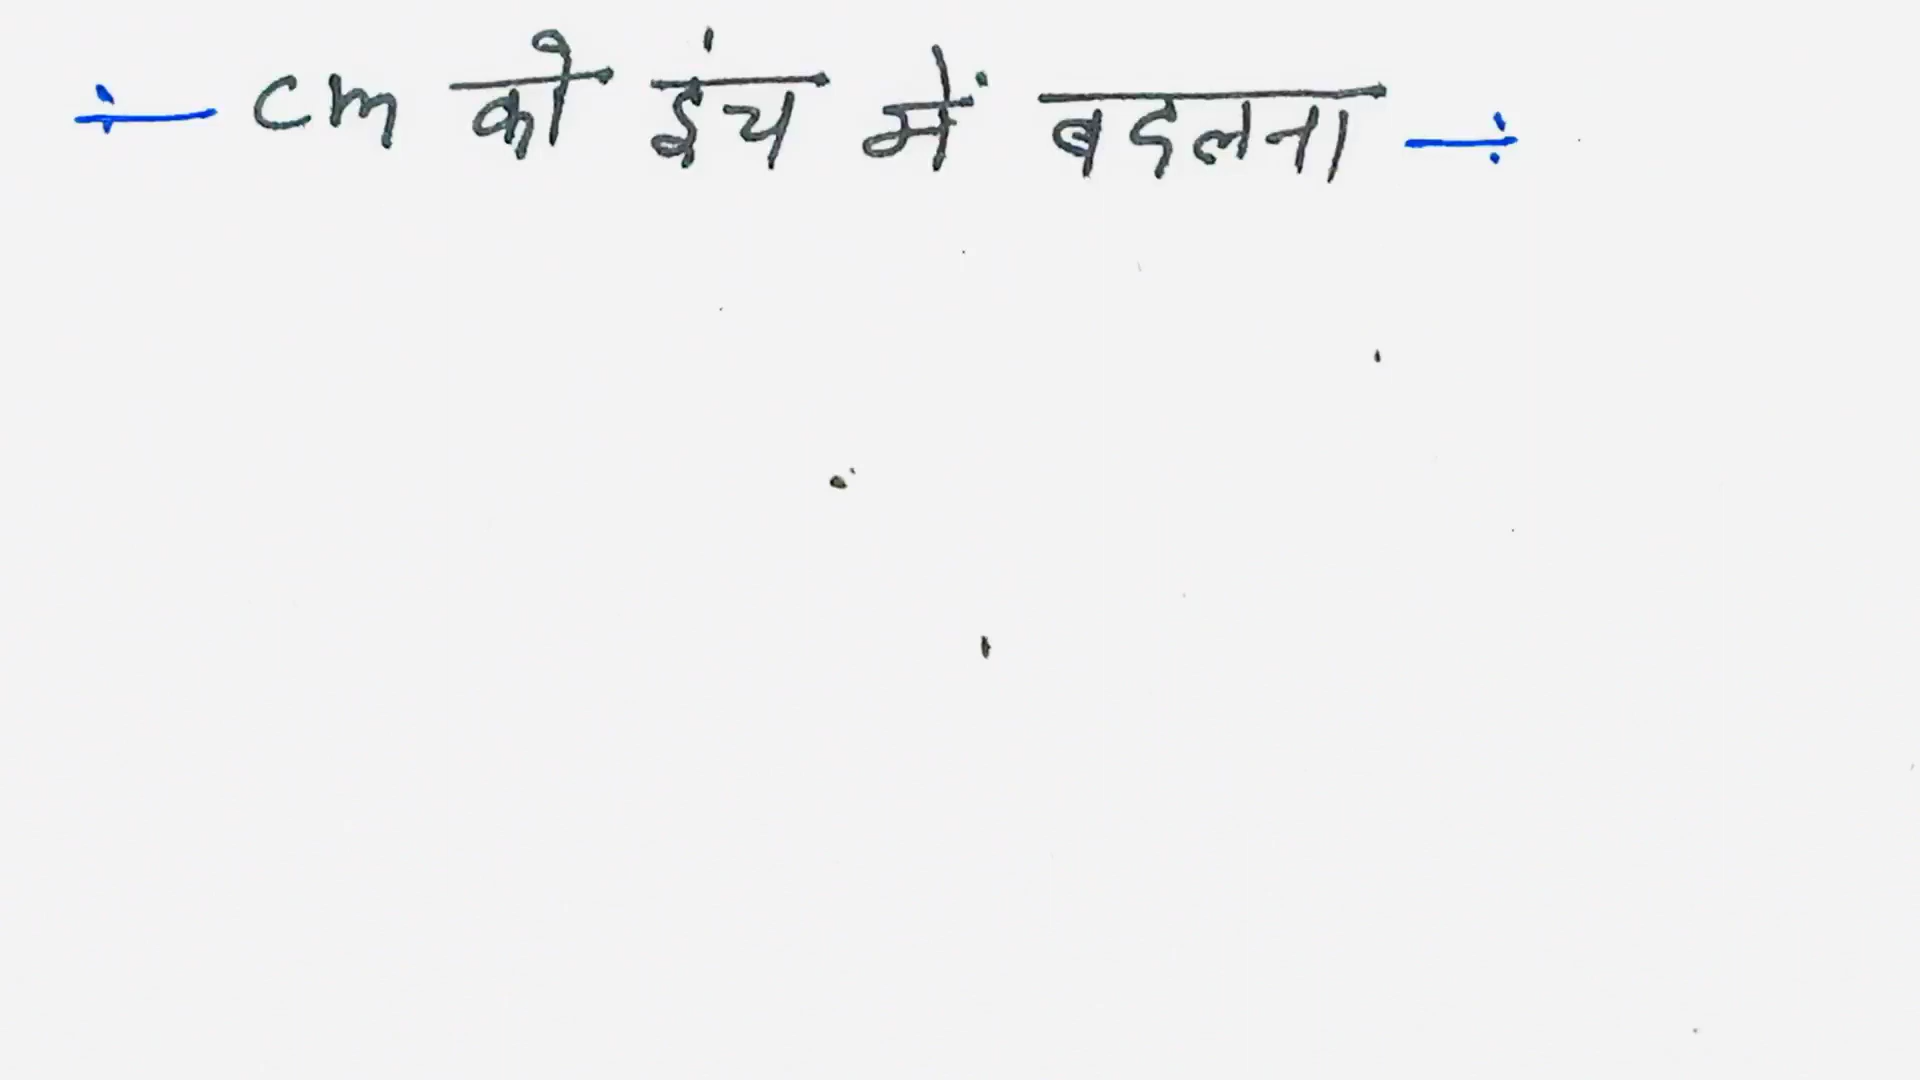 ÷ cm को इंच में बदलना ÷